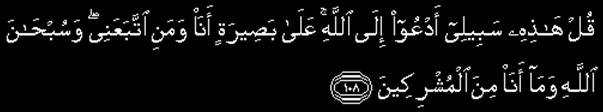 قُلْ هَٰذِهِۦ سَبِيلِىٓ أَدْعُوٓا۟ إِلَى ٱللَّهِ ۚ عَلَىٰ بَصِيرَةٍ أَنَا۠ وَمَنِ ٱتَّبَعَنِى ۖ وَسُبْحَٰنَ
ٱللَّهِ وَمَآ أَنَا۠ مِنَ ٱلْمُشْرِكِينَ ١٠٨